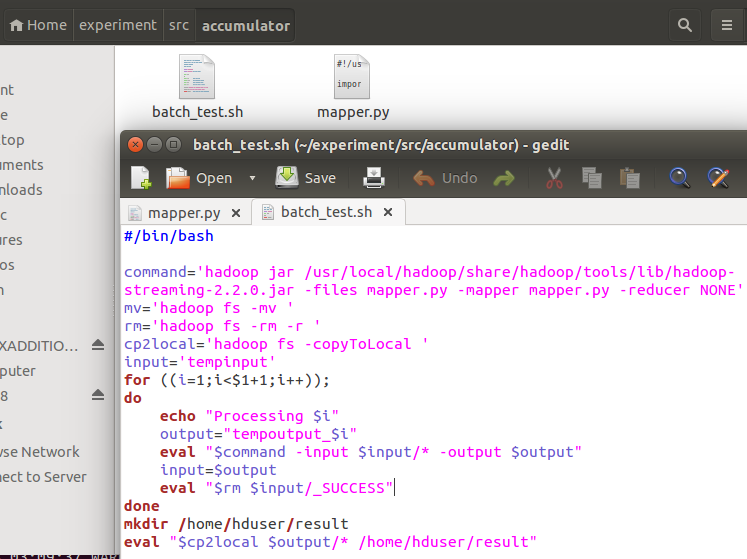 Home experiment src accumulator
batch_test.sh
#!/us
impor
mapper.py
batch_test.sh (~/experiment/src/accumulator) - gedit
Open Save Undo
mapper.py × batch_test.sh ×
#/bin/bash
command='hadoop jar /usr/local/hadoop/share/hadoop/tools/lib/hadoop-
streaming-2.2.0.jar -files mapper.py -mapper mapper.py -reducer NONE'
mv='hadoop fs -mv '
rm='hadoop fs -rm -r '
cp2local='hadoop fs -copyToLocal '
input='tempinput'
for ((i=1;i<$1+1;i++));
do
echo "Processing $i"
output="tempoutput_$i"
eval "$command -input $input/* -output $output"
input=$output
eval "$rm $input/_SUCCESS"
done
mkdir /home/hduser/result
eval "$cp2local $output/* /home/hduser/result"
nt
e
top
uments
nloads
c
ures
os
n
XADDITIO...
puter
8
wse Network
nect to Server